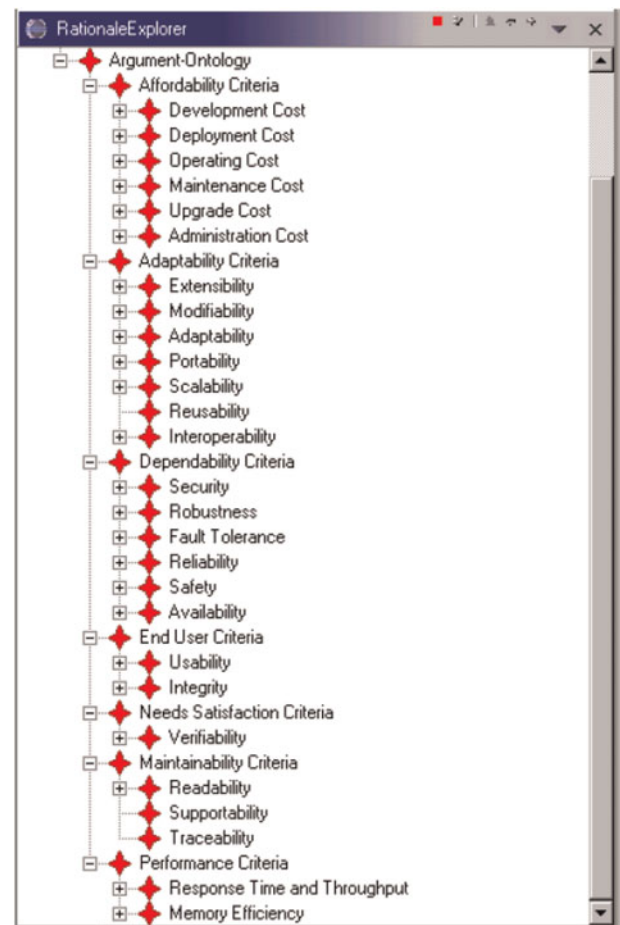 RationaleExplorer
Argument-Ontology
Affordability Criteria
Development Cost
Deployment Cost
Operating Cost
Maintenance Cost
Upgrade Cost
Administration Cost
Adaptability Criteria
Extensibility
Modifiability
Adaptability
Portability
Scalability
Reusability
Interoperability
Dependability Criteria
Security
Robustness
Fault Tolerance
Reliability
Safety
Availability
End User Criteria
Usability
Integrity
Needs Satisfaction Criteria
Verifiability
Maintainability Criteria
Readability
Supportability
Traceability
Performance Criteria
Response Time and Throughput
Memory Efficiency